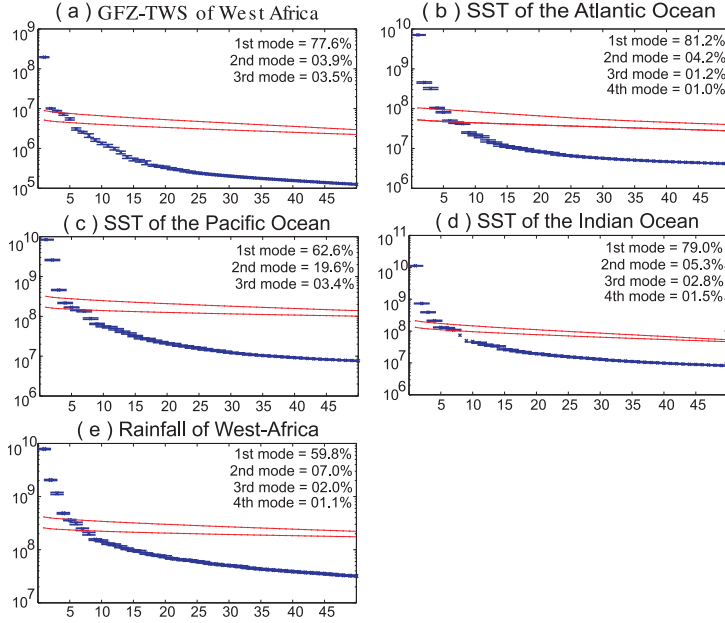 ( a ) GFZ-TWS of West Africa
1st mode = 77.6%
2nd mode = 03.9%
3rd mode = 03.5%
10^9
10^8
10^7
10^6
10^5
5 10 15 20 25 30 35 40 45
( b ) SST of the Atlantic Ocean
1st mode = 81.2%
2nd mode = 04.2%
3rd mode = 01.2%
4th mode = 01.0%
10^10
10^9
10^8
10^7
10^6
5 10 15 20 25 30 35 40 45
( c ) SST of the Pacific Ocean
1st mode = 62.6%
2nd mode = 19.6%
3rd mode = 03.4%
10^10
10^9
10^8
10^7
10^6
5 10 15 20 25 30 35 40 45
( d ) SST of the Indian Ocean
1st mode = 79.0%
2nd mode = 05.3%
3rd mode = 02.8%
4th mode = 01.5%
10^11
10^10
10^9
10^8
10^7
10^6
5 10 15 20 25 30 35 40 45
( e ) Rainfall of West-Africa
1st mode = 59.8%
2nd mode = 07.0%
3rd mode = 02.0%
4th mode = 01.1%
10^10
10^9
10^8
10^7
5 10 15 20 25 30 35 40 45